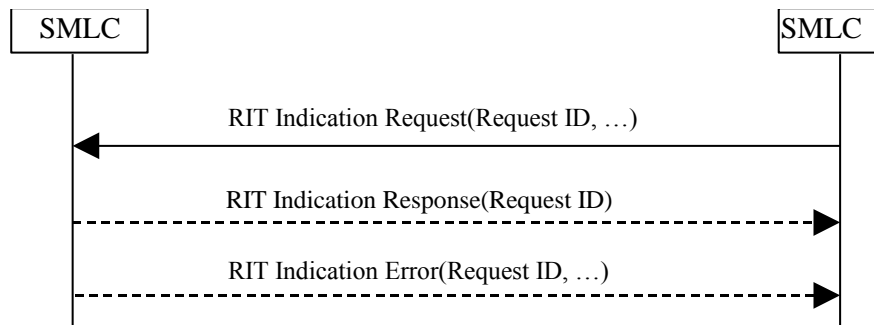 SMLC
SMLC
RIT Indication Request(Request ID, …)
RIT Indication Response(Request ID)
RIT Indication Error(Request ID, …)